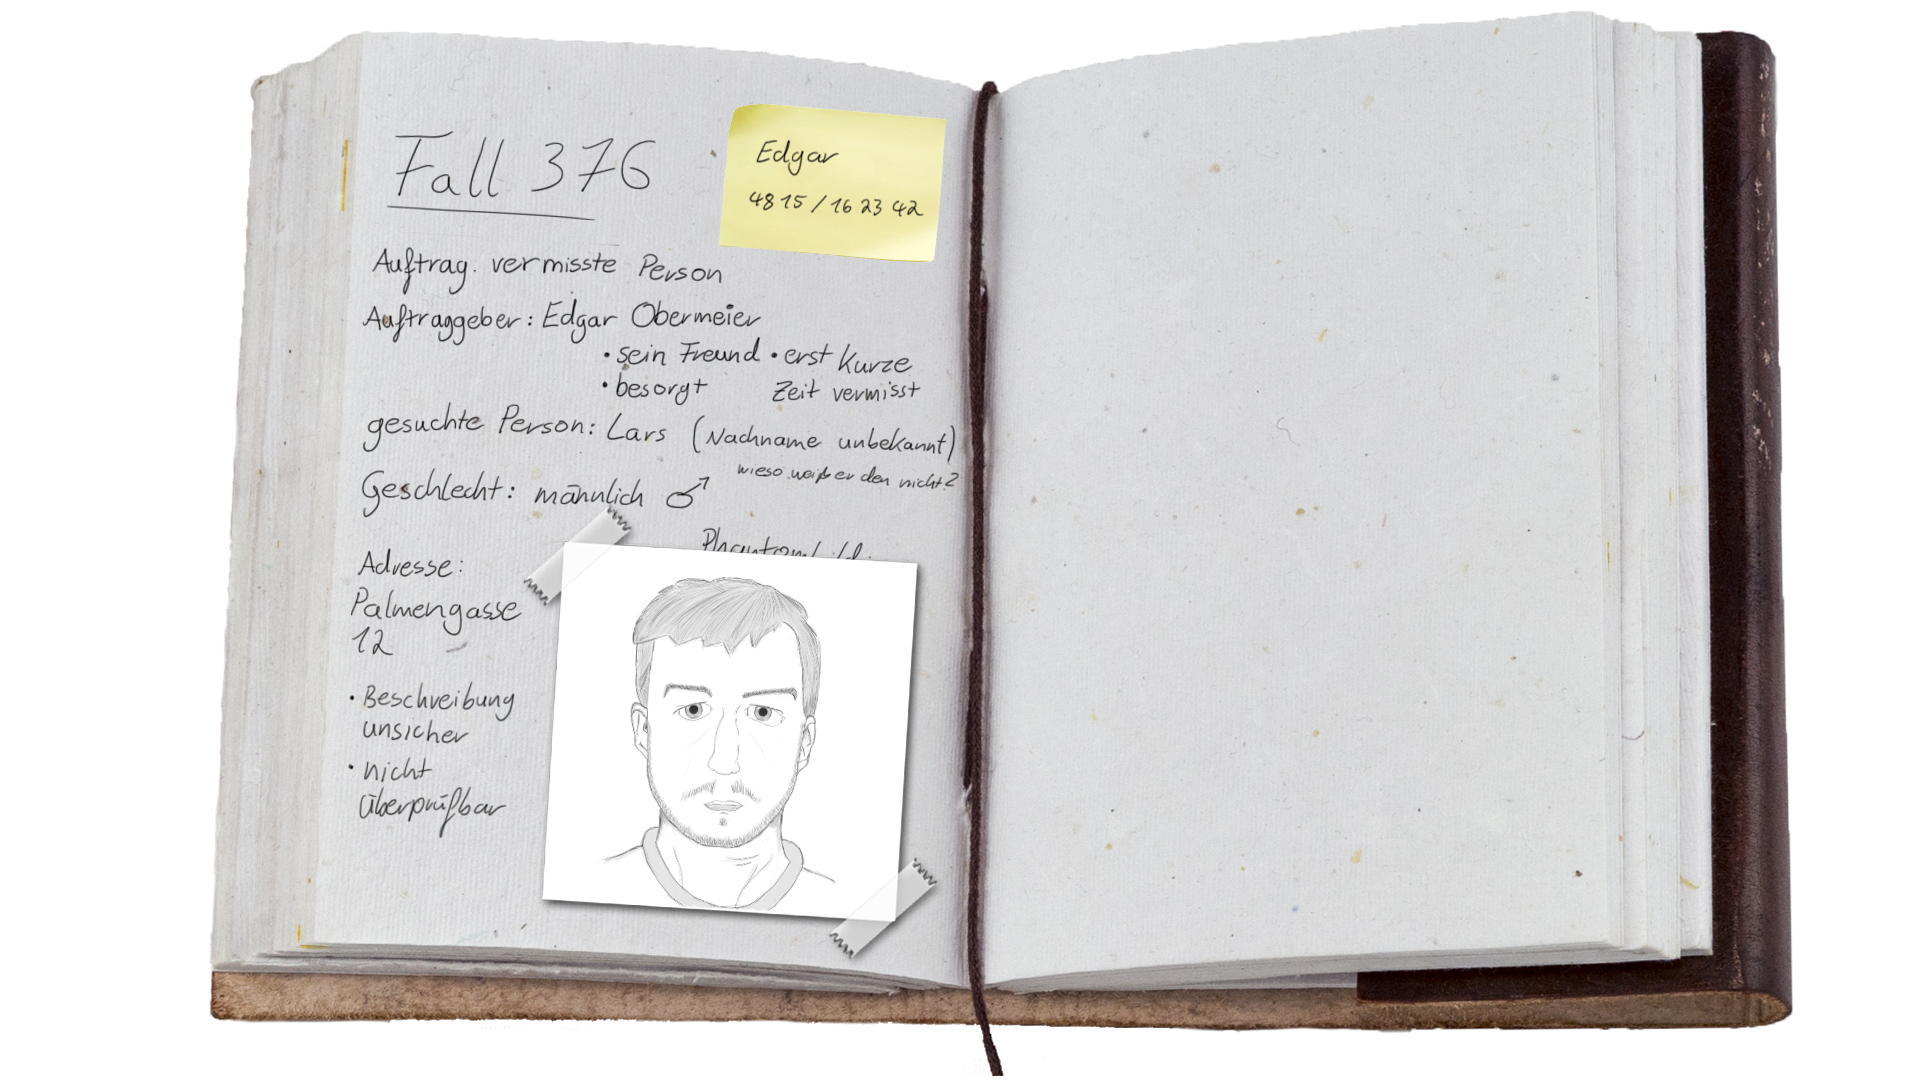 Fall 376
Edgar
4815 / 16 23 42
Auftrag. vermisste Person
Auftraggeber: Edgar Obermeier
• sein Freund • erst kurze
• besorgt Zeit vermisst
gesuchte Person: Lars (Nachname unbekannt)
wieso weiß er den nicht?
Geschlecht: männlich ♂
Adresse:
Palmengasse
12
• Beschreibung
unsicher
• nicht
überprüfbar